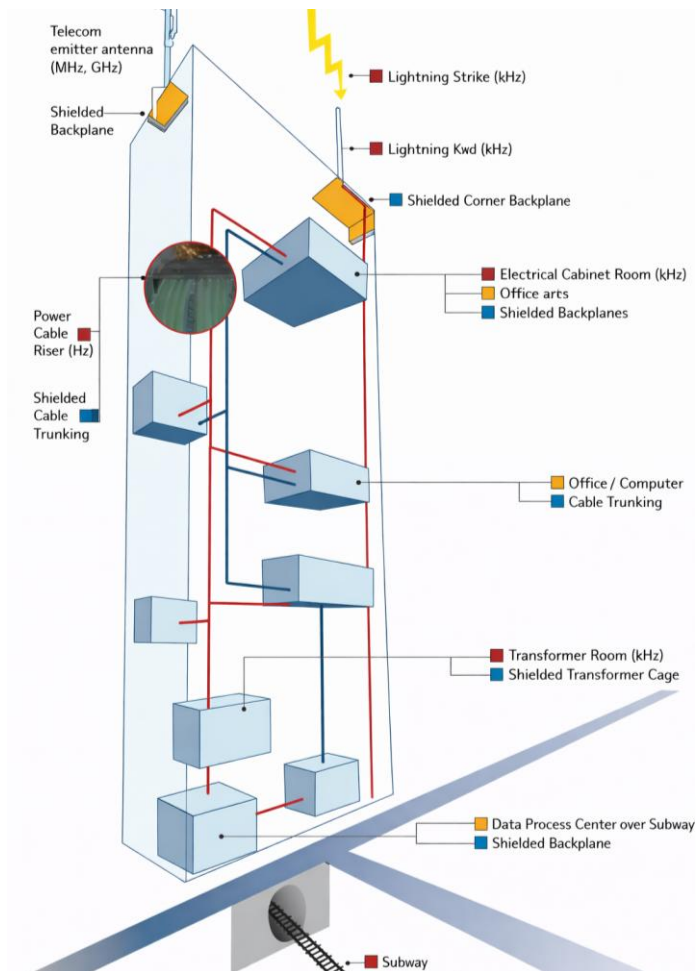 Telecom
emitter antenna
(MHz, GHz)
Lightning Strike (kHz)
Shielded
Backplane
Lightning Kwd (kHz)
Shielded Corner Backplane
Electrical Cabinet Room (kHz)
Office arts
Shielded Backplanes
Power
Cable
Riser (Hz)
Shielded
Cable
Trunking
Office / Computer
Cable Trunking
Transformer Room (kHz)
Shielded Transformer Cage
Data Process Center over Subway
Shielded Backplane
Subway